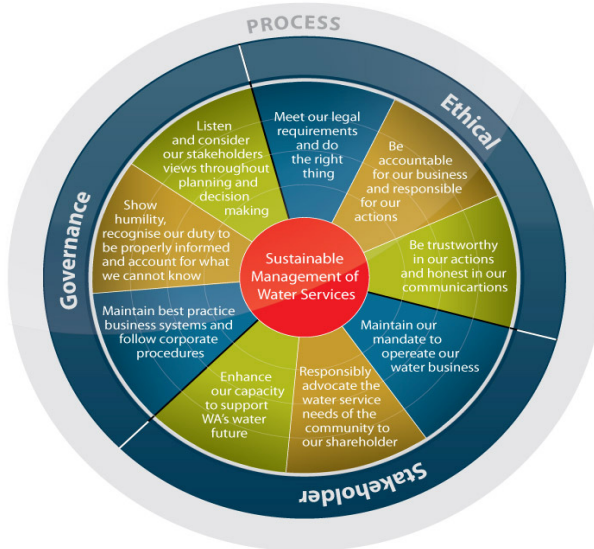 PROCESS
Ethical
Meet our legal
requirements
and do
the right
thing
Be
accountable
for our business
and responsible
for our
actions
Be trustworthy
in our actions
and honest in our
communicartions
Stakeholder
Maintain our
mandate to
opereate our
water business
Responsibly
advocate the
water service
needs of the
community to
our shareholder
Enhance
our capacity
to support
WA's water
future
Governance
Maintain best practice
business systems and
follow corporate
procedures
Show
humility,
recognise our duty to
be properly informed
and account for what
we cannot know
Listen
and consider
our stakeholders
views throughout
planning and
decision
making
Sustainable
Management of
Water Services